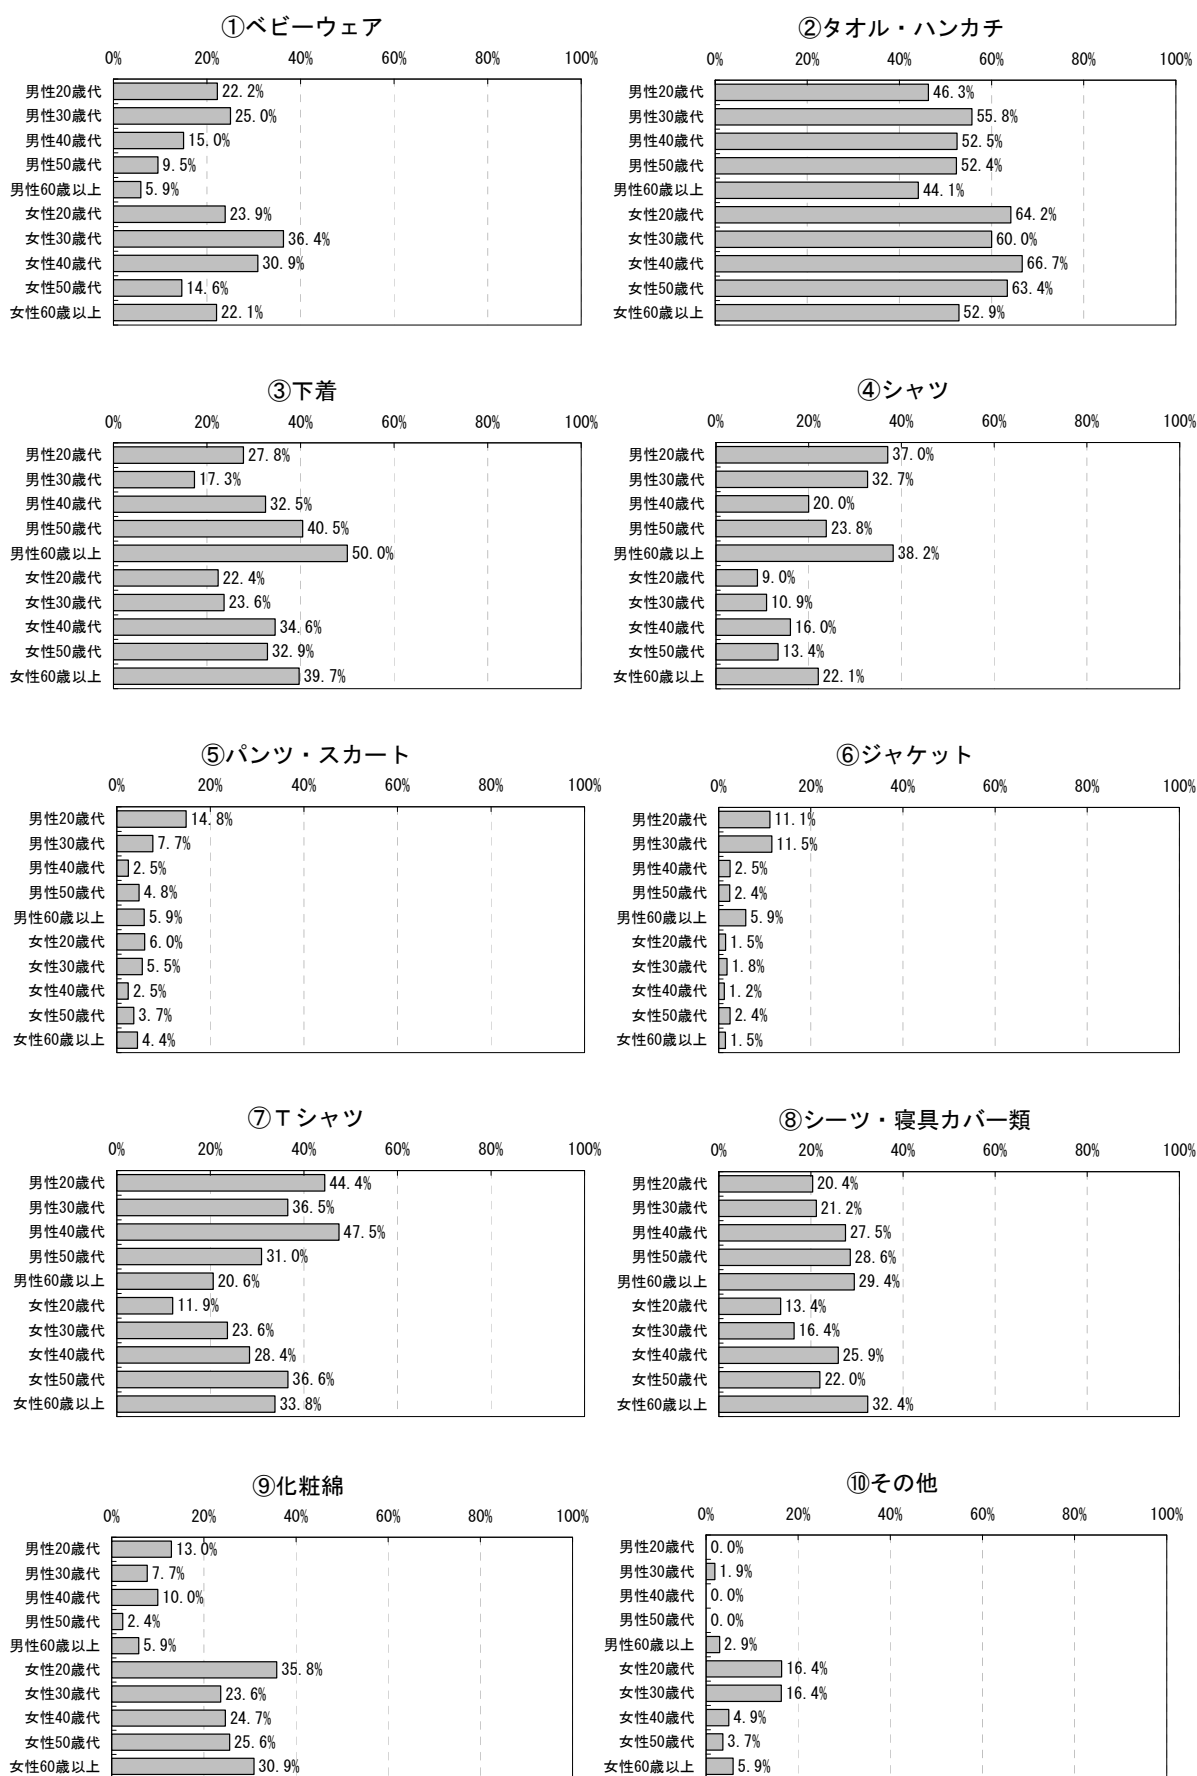 ①ベビーウェア
0% 20% 40% 60% 80% 100%
男性20歳代 22.2%
男性30歳代 25.0%
男性40歳代 15.0%
男性50歳代 9.5%
男性60歳以上 5.9%
女性20歳代 23.9%
女性30歳代 36.4%
女性40歳代 30.9%
女性50歳代 14.6%
女性60歳以上 22.1%
②タオル・ハンカチ
0% 20% 40% 60% 80% 100%
男性20歳代 46.3%
男性30歳代 55.8%
男性40歳代 52.5%
男性50歳代 52.4%
男性60歳以上 44.1%
女性20歳代 64.2%
女性30歳代 60.0%
女性40歳代 66.7%
女性50歳代 63.4%
女性60歳以上 52.9%
③下着
0% 20% 40% 60% 80% 100%
男性20歳代 27.8%
男性30歳代 17.3%
男性40歳代 32.5%
男性50歳代 40.5%
男性60歳以上 50.0%
女性20歳代 22.4%
女性30歳代 23.6%
女性40歳代 34.6%
女性50歳代 32.9%
女性60歳以上 39.7%
④シャツ
0% 20% 40% 60% 80% 100%
男性20歳代 37.0%
男性30歳代 32.7%
男性40歳代 20.0%
男性50歳代 23.8%
男性60歳以上 38.2%
女性20歳代 9.0%
女性30歳代 10.9%
女性40歳代 16.0%
女性50歳代 13.4%
女性60歳以上 22.1%
⑤パンツ・スカート
0% 20% 40% 60% 80% 100%
男性20歳代 14.8%
男性30歳代 7.7%
男性40歳代 2.5%
男性50歳代 4.8%
男性60歳以上 5.9%
女性20歳代 6.0%
女性30歳代 5.5%
女性40歳代 2.5%
女性50歳代 3.7%
女性60歳以上 4.4%
⑥ジャケット
0% 20% 40% 60% 80% 100%
男性20歳代 11.1%
男性30歳代 11.5%
男性40歳代 2.5%
男性50歳代 2.4%
男性60歳以上 5.9%
女性20歳代 1.5%
女性30歳代 1.8%
女性40歳代 1.2%
女性50歳代 2.4%
女性60歳以上 1.5%
⑦Tシャツ
0% 20% 40% 60% 80% 100%
男性20歳代 44.4%
男性30歳代 36.5%
男性40歳代 47.5%
男性50歳代 31.0%
男性60歳以上 20.6%
女性20歳代 11.9%
女性30歳代 23.6%
女性40歳代 28.4%
女性50歳代 36.6%
女性60歳以上 33.8%
⑧シーツ・寝具カバー類
0% 20% 40% 60% 80% 100%
男性20歳代 20.4%
男性30歳代 21.2%
男性40歳代 27.5%
男性50歳代 28.6%
男性60歳以上 29.4%
女性20歳代 13.4%
女性30歳代 16.4%
女性40歳代 25.9%
女性50歳代 22.0%
女性60歳以上 32.4%
⑨化粧綿
0% 20% 40% 60% 80% 100%
男性20歳代 13.0%
男性30歳代 7.7%
男性40歳代 10.0%
男性50歳代 2.4%
男性60歳以上 5.9%
女性20歳代 35.8%
女性30歳代 23.6%
女性40歳代 24.7%
女性50歳代 25.6%
女性60歳以上 30.9%
⑩その他
0% 20% 40% 60% 80% 100%
男性20歳代 0.0%
男性30歳代 1.9%
男性40歳代 0.0%
男性50歳代 0.0%
男性60歳以上 2.9%
女性20歳代 16.4%
女性30歳代 16.4%
女性40歳代 4.9%
女性50歳代 3.7%
女性60歳以上 5.9%